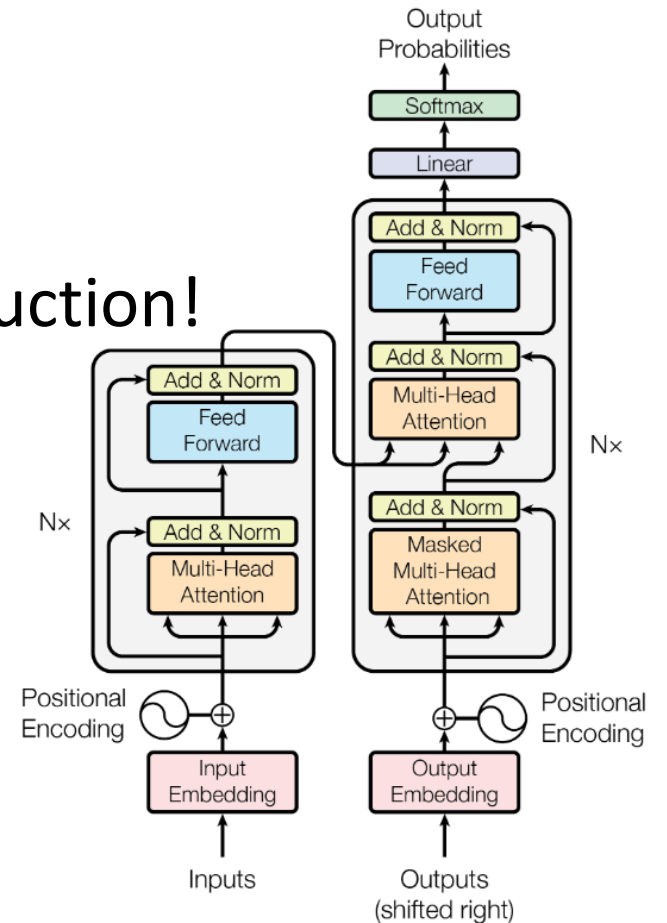 Output
Probabilities
Softmax
Linear
Add & Norm
Feed
Forward
Add & Norm
Multi-Head
Attention
Add & Norm
Masked
Multi-Head
Attention
N×
Positional
Encoding
Output
Embedding
Outputs
(shifted right)
uction!
Add & Norm
Feed
Forward
Add & Norm
Multi-Head
Attention
N×
Positional
Encoding
Input
Embedding
Inputs